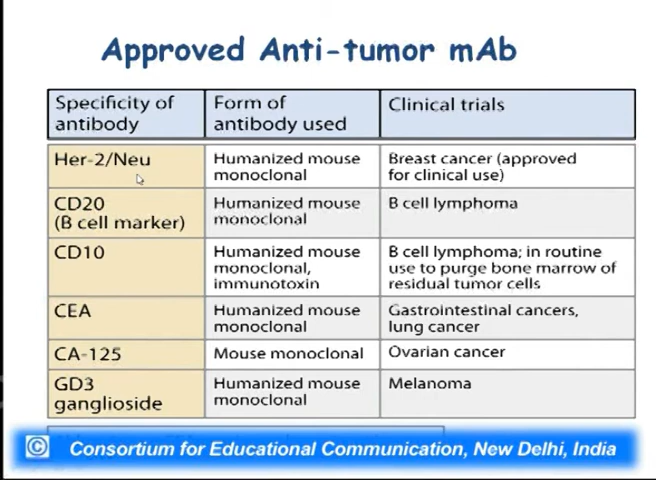 Approved Anti-tumor mAb
Specificity of antibody
Form of antibody used
Clinical trials
Her-2/Neu
Humanized mouse monoclonal
Breast cancer (approved for clinical use)
CD20 (B cell marker)
Humanized mouse monoclonal
B cell lymphoma
CD10
Humanized mouse monoclonal, immunotoxin
B cell lymphoma; in routine use to purge bone marrow of residual tumor cells
CEA
Humanized mouse monoclonal
Gastrointestinal cancers, lung cancer
CA-125
Mouse monoclonal
Ovarian cancer
GD3 ganglioside
Humanized mouse monoclonal
Melanoma
© Consortium for Educational Communication, New Delhi, India